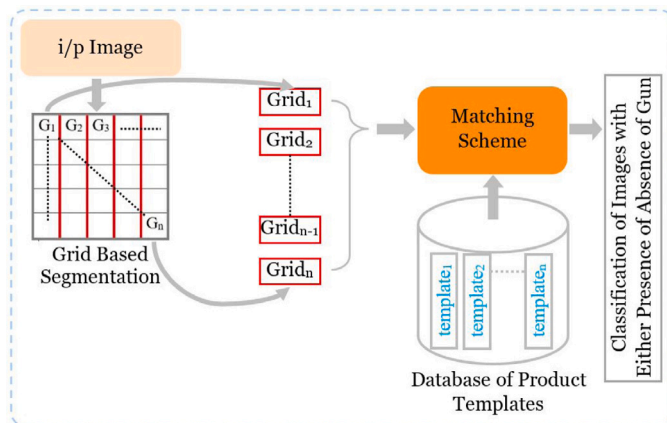 i/p Image
G1 G2 G3
Gn
Grid Based
Segmentation
Grid1
Grid2
Gridn-1
Gridn
Matching
Scheme
template1
template2
templaten
Database of Product
Templates
Classification of Images with
Either Presence of Absence of Gun